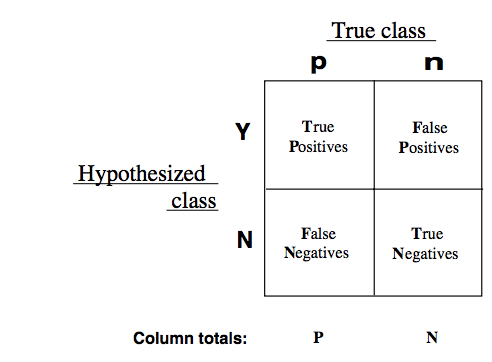 True class
p n
Y
True False
Positives Positives
Hypothesized
class
N
False True
Negatives Negatives
Column totals: P N